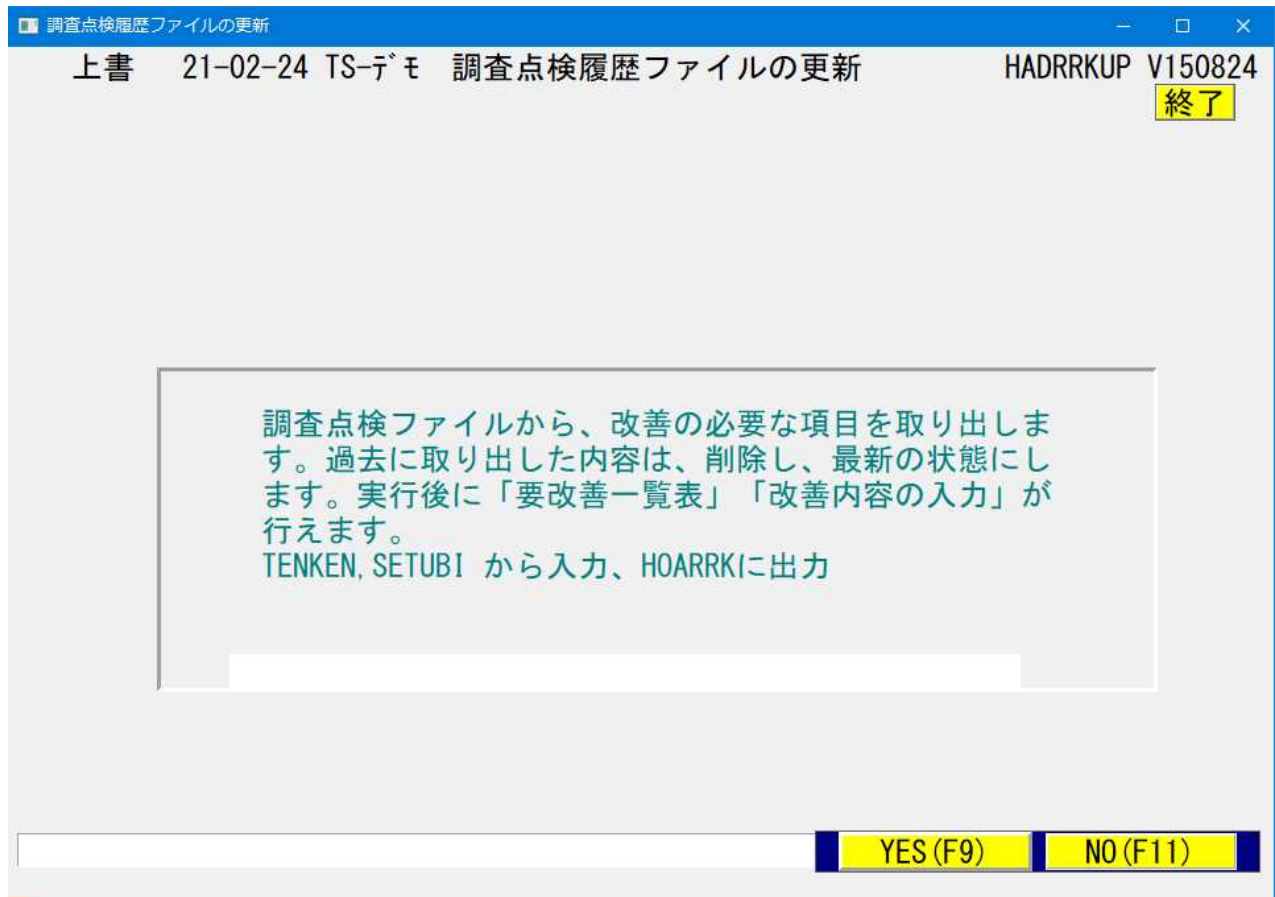 調査点検履歴ファイルの更新
上書 21-02-24 TS-ﾃﾞﾓ 調査点検履歴ファイルの更新 HADRRKUP V150824
終了
調査点検ファイルから、改善の必要な項目を取り出しま
す。過去に取り出した内容は、削除し、最新の状態にし
ます。実行後に「要改善一覧表」「改善内容の入力」が
行えます。
TENKEN,SETUBI から入力、HOARRKに出力
YES(F9) NO(F11)